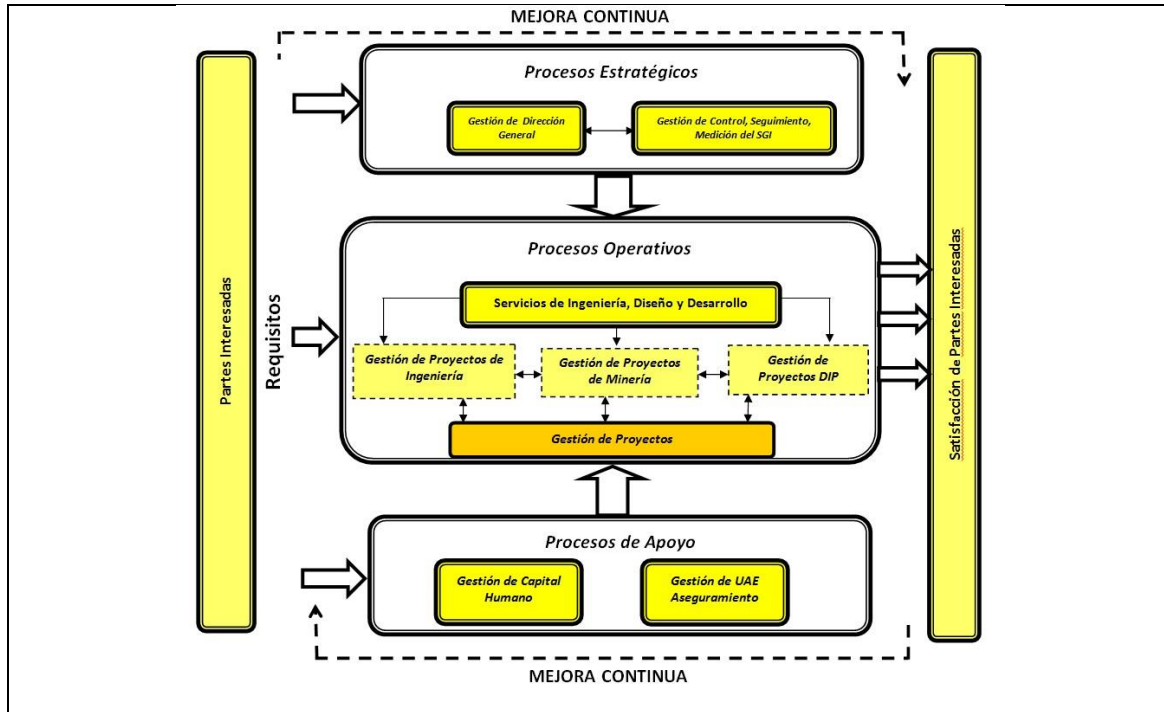 MEJORA CONTINUA
Partes Interesadas
Requisitos
Procesos Estratégicos
Gestión de Dirección
General
Gestión de Control, Seguimiento,
Medición del SGI
Procesos Operativos
Servicios de Ingeniería, Diseño y Desarrollo
Gestión de Proyectos de
Ingeniería
Gestión de Proyectos
de Minería
Gestión de
Proyectos DIP
Gestión de Proyectos
Procesos de Apoyo
Gestión de Capital
Humano
Gestión de UAE
Aseguramiento
Satisfacción de Partes Interesadas
MEJORA CONTINUA